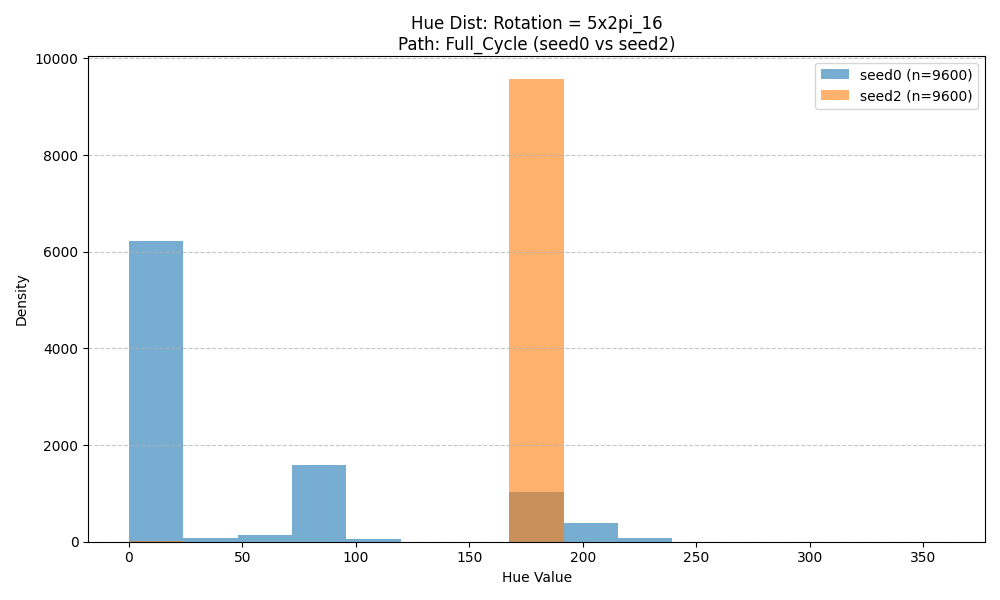 Hue Dist: Rotation = 5x2pi_16
Path: Full_Cycle (seed0 vs seed2)
seed0 (n=9600)
seed2 (n=9600)
Density
10000
8000
6000
4000
2000
0
0 50 100 150 200 250 300 350
Hue Value